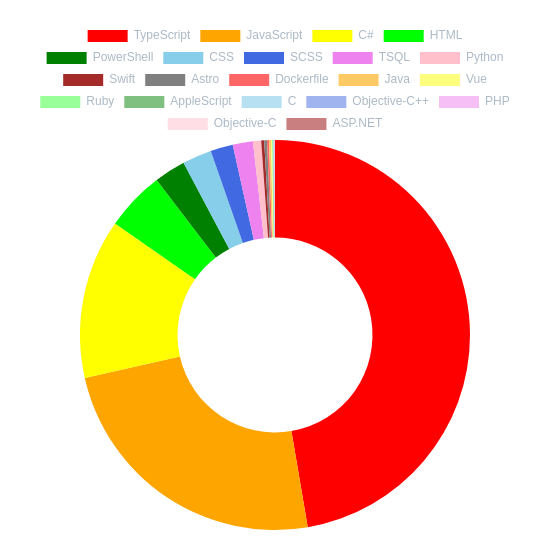 TypeScript JavaScript C# HTML
PowerShell CSS SCSS TSQL Python
Swift Astro Dockerfile Java Vue
Ruby AppleScript C Objective-C++ PHP
Objective-C ASP.NET